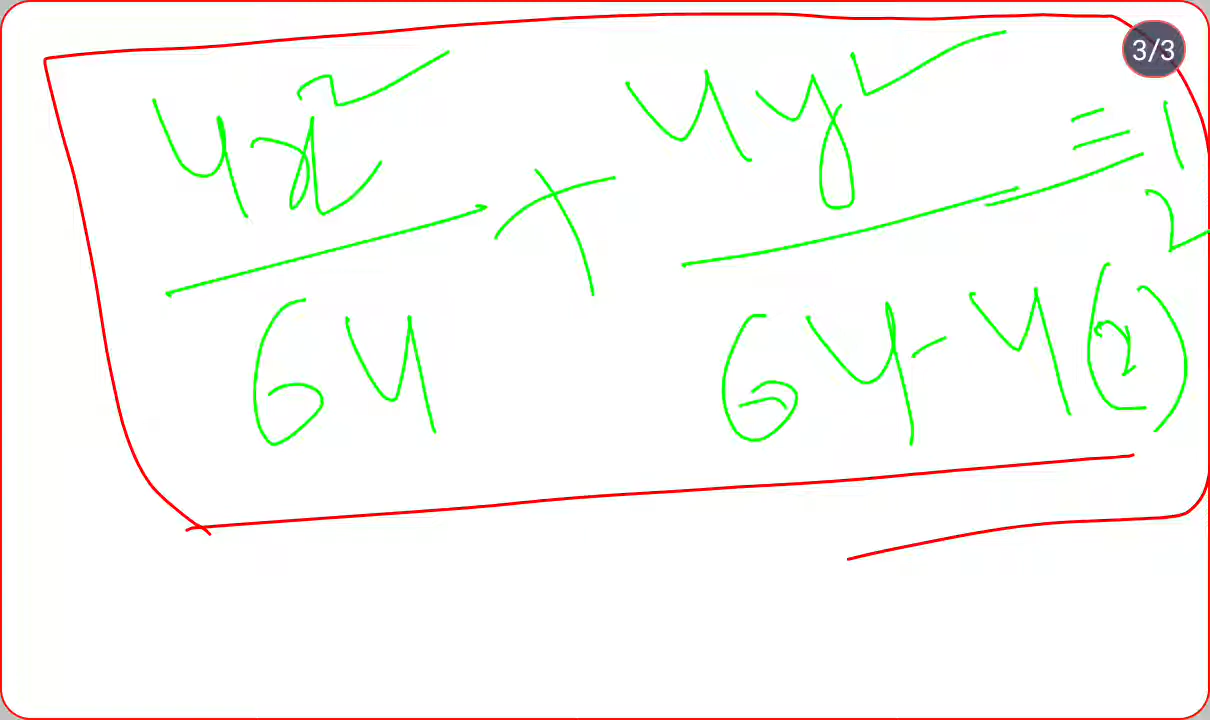 3/3
4x² + 4y² = 1
64 64-4(2)²